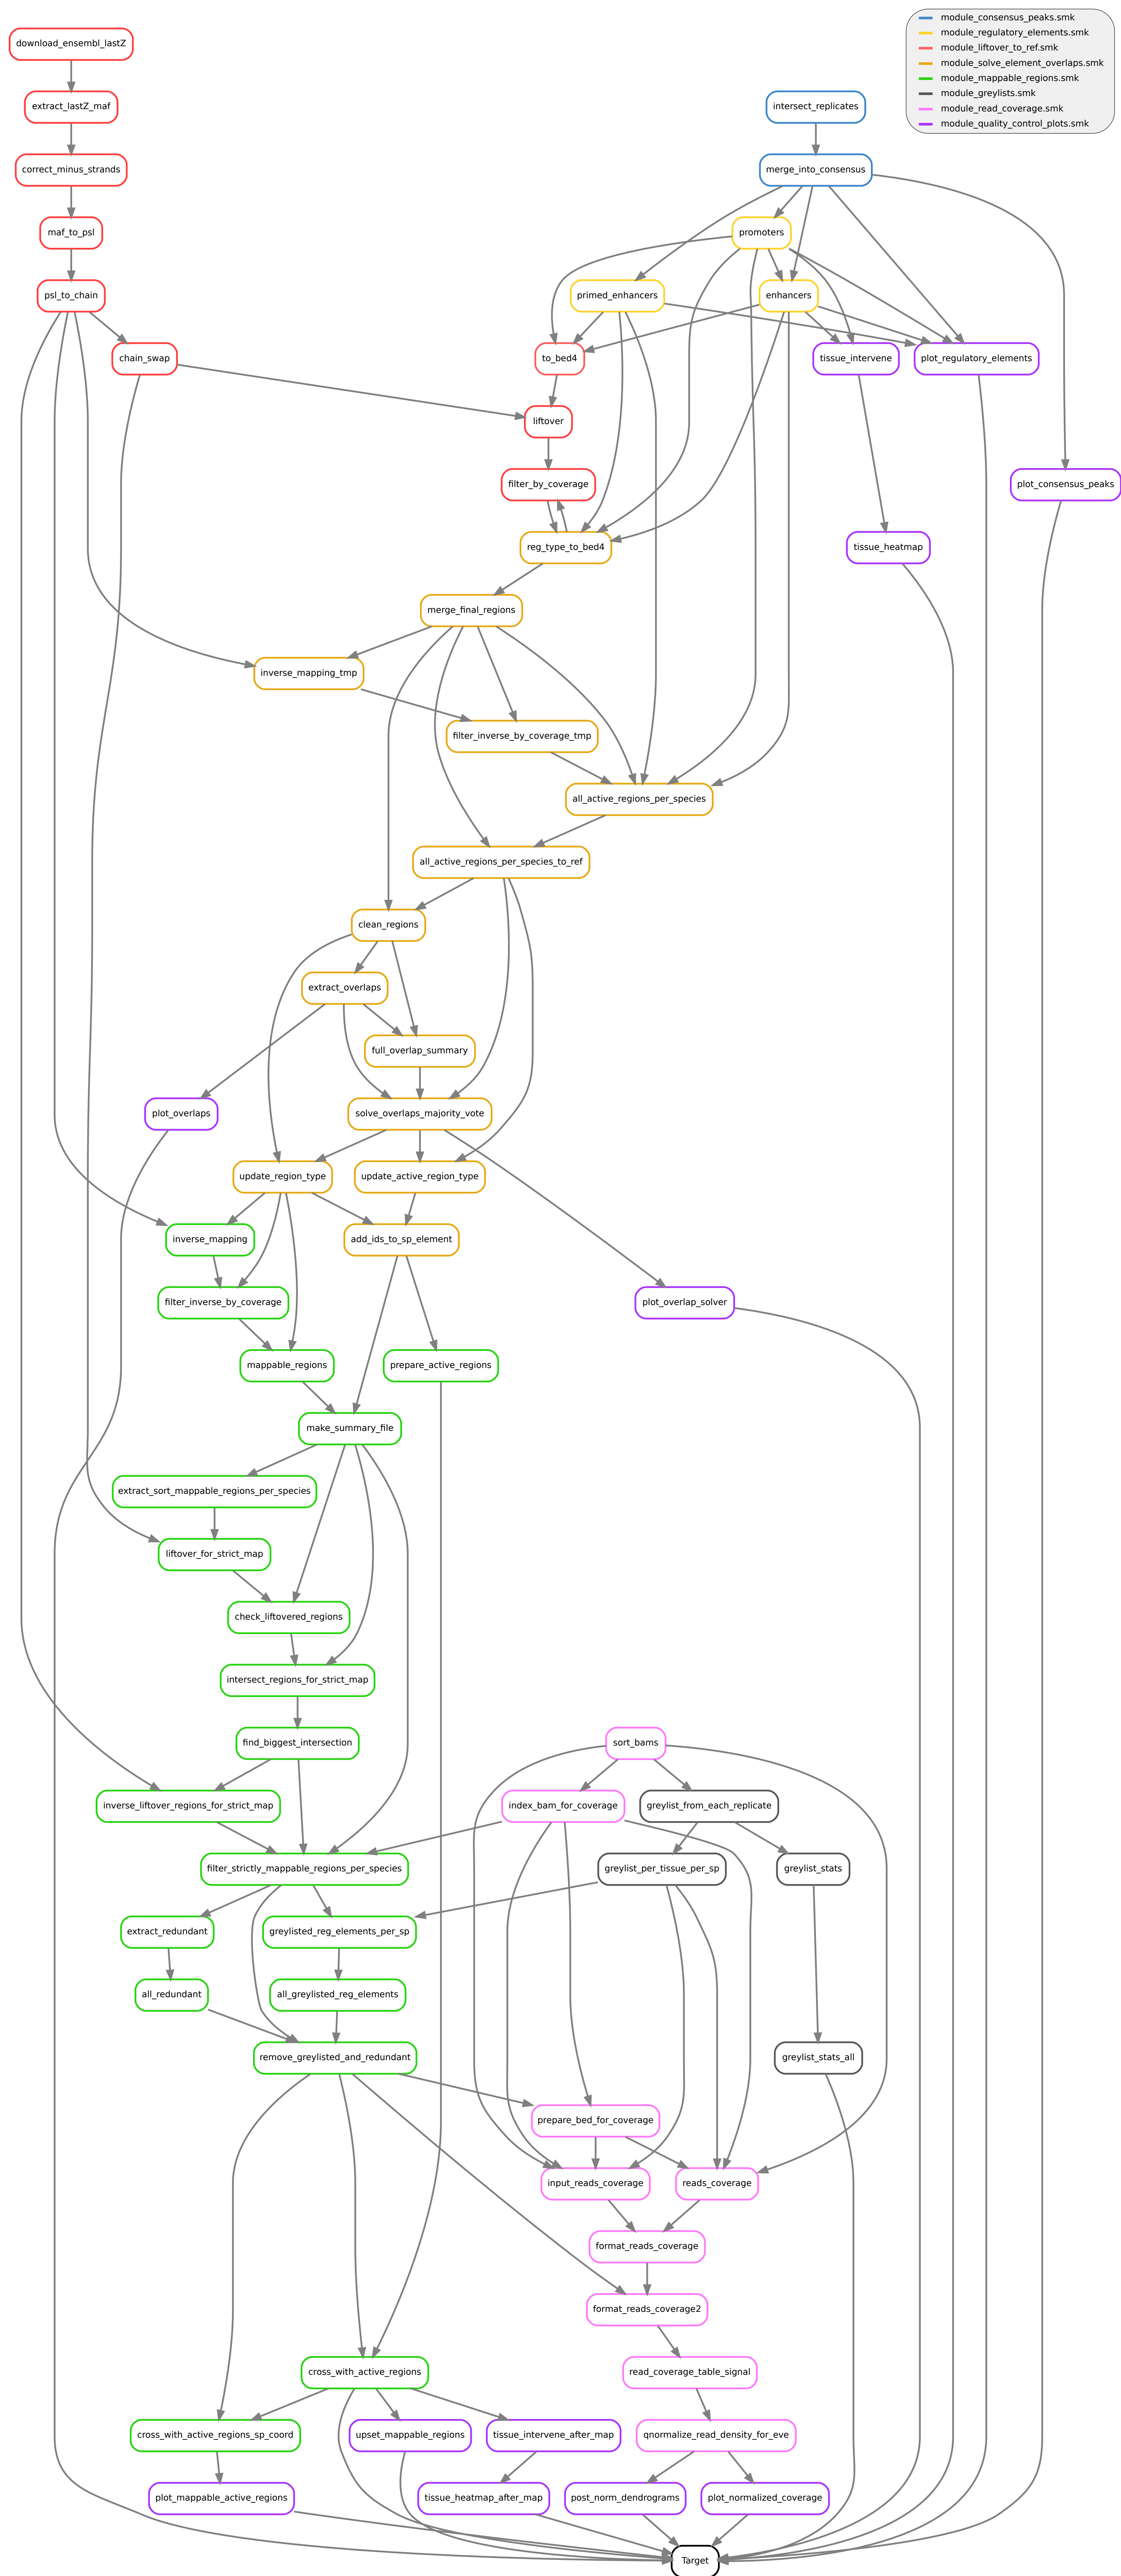 module_consensus_peaks.smk
module_regulatory_elements.smk
module_liftover_to_ref.smk
module_solve_element_overlaps.smk
module_mappable_regions.smk
module_greylists.smk
module_read_coverage.smk
module_quality_control_plots.smk
download_ensembl_lastZ
extract_lastZ_maf
intersect_replicates
correct_minus_strands
merge_into_consensus
maf_to_psl
promoters
psl_to_chain
primed_enhancers
enhancers
chain_swap
to_bed4
tissue_intervene
plot_regulatory_elements
liftover
filter_by_coverage
plot_consensus_peaks
reg_type_to_bed4
tissue_heatmap
merge_final_regions
inverse_mapping_tmp
filter_inverse_by_coverage_tmp
all_active_regions_per_species
all_active_regions_per_species_to_ref
clean_regions
extract_overlaps
full_overlap_summary
plot_overlaps
solve_overlaps_majority_vote
update_region_type
update_active_region_type
inverse_mapping
add_ids_to_sp_element
filter_inverse_by_coverage
plot_overlap_solver
mappable_regions
prepare_active_regions
make_summary_file
extract_sort_mappable_regions_per_species
liftover_for_strict_map
check_liftovered_regions
intersect_regions_for_strict_map
find_biggest_intersection
sort_bams
inverse_liftover_regions_for_strict_map
index_bam_for_coverage
greylist_from_each_replicate
filter_strictly_mappable_regions_per_species
greylist_per_tissue_per_sp
greylist_stats
extract_redundant
greylisted_reg_elements_per_sp
all_redundant
all_greylisted_reg_elements
remove_greylisted_and_redundant
greylist_stats_all
prepare_bed_for_coverage
input_reads_coverage
reads_coverage
format_reads_coverage
format_reads_coverage2
cross_with_active_regions
read_coverage_table_signal
cross_with_active_regions_sp_coord
upset_mappable_regions
tissue_intervene_after_map
qnormalize_read_density_for_eve
plot_mappable_active_regions
tissue_heatmap_after_map
post_norm_dendrograms
plot_normalized_coverage
Target